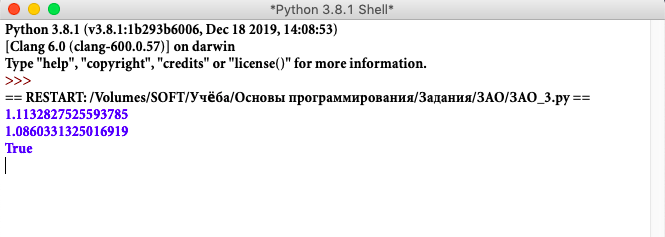 *Python 3.8.1 Shell*
Python 3.8.1 (v3.8.1:1b293b6006, Dec 18 2019, 14:08:53)
[Clang 6.0 (clang-600.0.57)] on darwin
Type "help", "copyright", "credits" or "license()" for more information.
>>>
== RESTART: /Volumes/SOFT/Учёба/Основы программирования/Задания/ЗАО/ЗАО_3.py ==
1.1132827525593785
1.0860331325016919
True